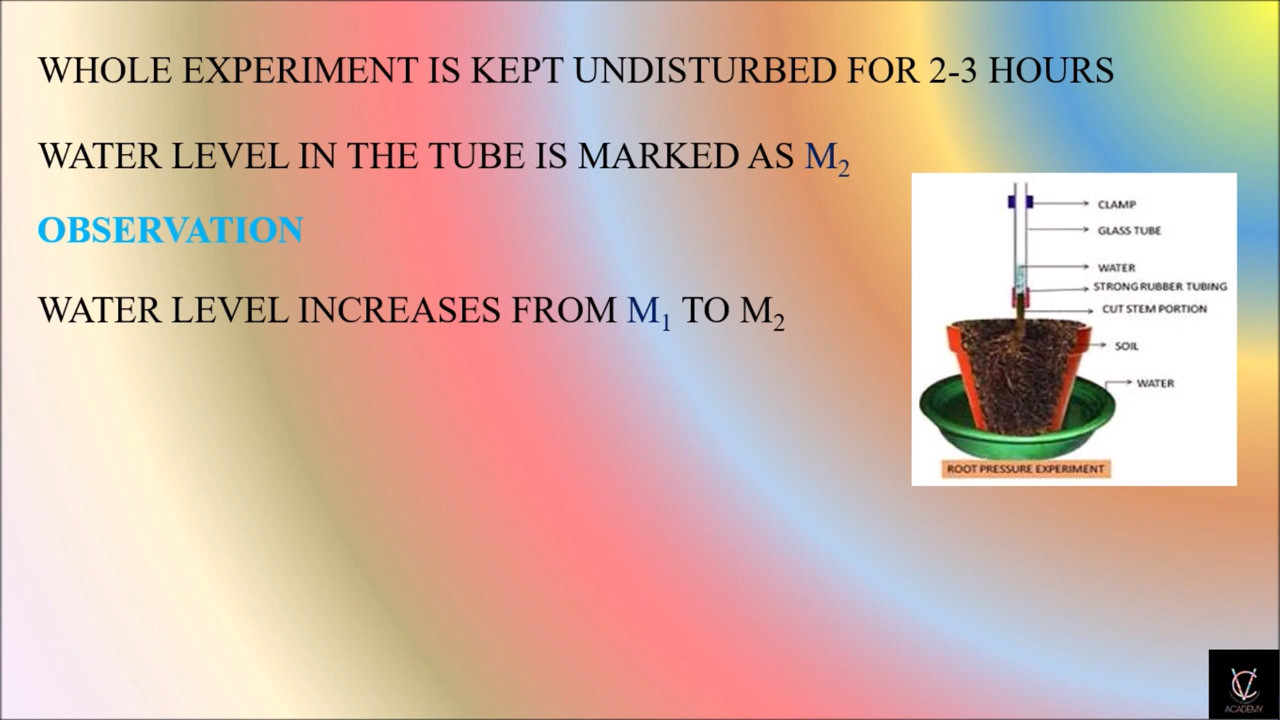 WHOLE EXPERIMENT IS KEPT UNDISTURBED FOR 2-3 HOURS
WATER LEVEL IN THE TUBE IS MARKED AS M₂
OBSERVATION
WATER LEVEL INCREASES FROM M₁ TO M₂
CLAMP
GLASS TUBE
WATER
STRONG RUBBER TUBING
CUT STEM PORTION
SOIL
WATER
ROOT PRESSURE EXPERIMENT
VC
ACADEMY